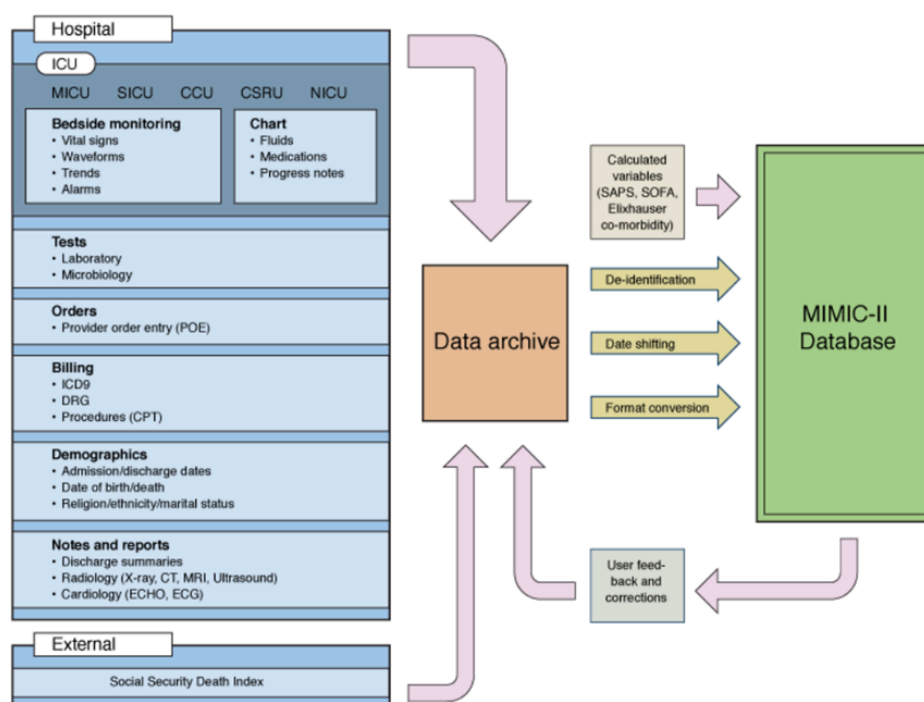 Hospital
ICU
MICU SICU CCU CSRU NICU
Bedside monitoring
• Vital signs
• Waveforms
• Trends
• Alarms
Chart
• Fluids
• Medications
• Progress notes
Tests
• Laboratory
• Microbiology
Orders
• Provider order entry (POE)
Billing
• ICD9
• DRG
• Procedures (CPT)
Demographics
• Admission/discharge dates
• Date of birth/death
• Religion/ethnicity/marital status
Notes and reports
• Discharge summaries
• Radiology (X-ray, CT, MRI, Ultrasound)
• Cardiology (ECHO, ECG)
External
Social Security Death Index
Data archive
Calculated
variables
(SAPS, SOFA,
Elixhauser
co-morbidity)
De-identification
Date shifting
Format conversion
MIMIC-II
Database
User feed-
back and
corrections